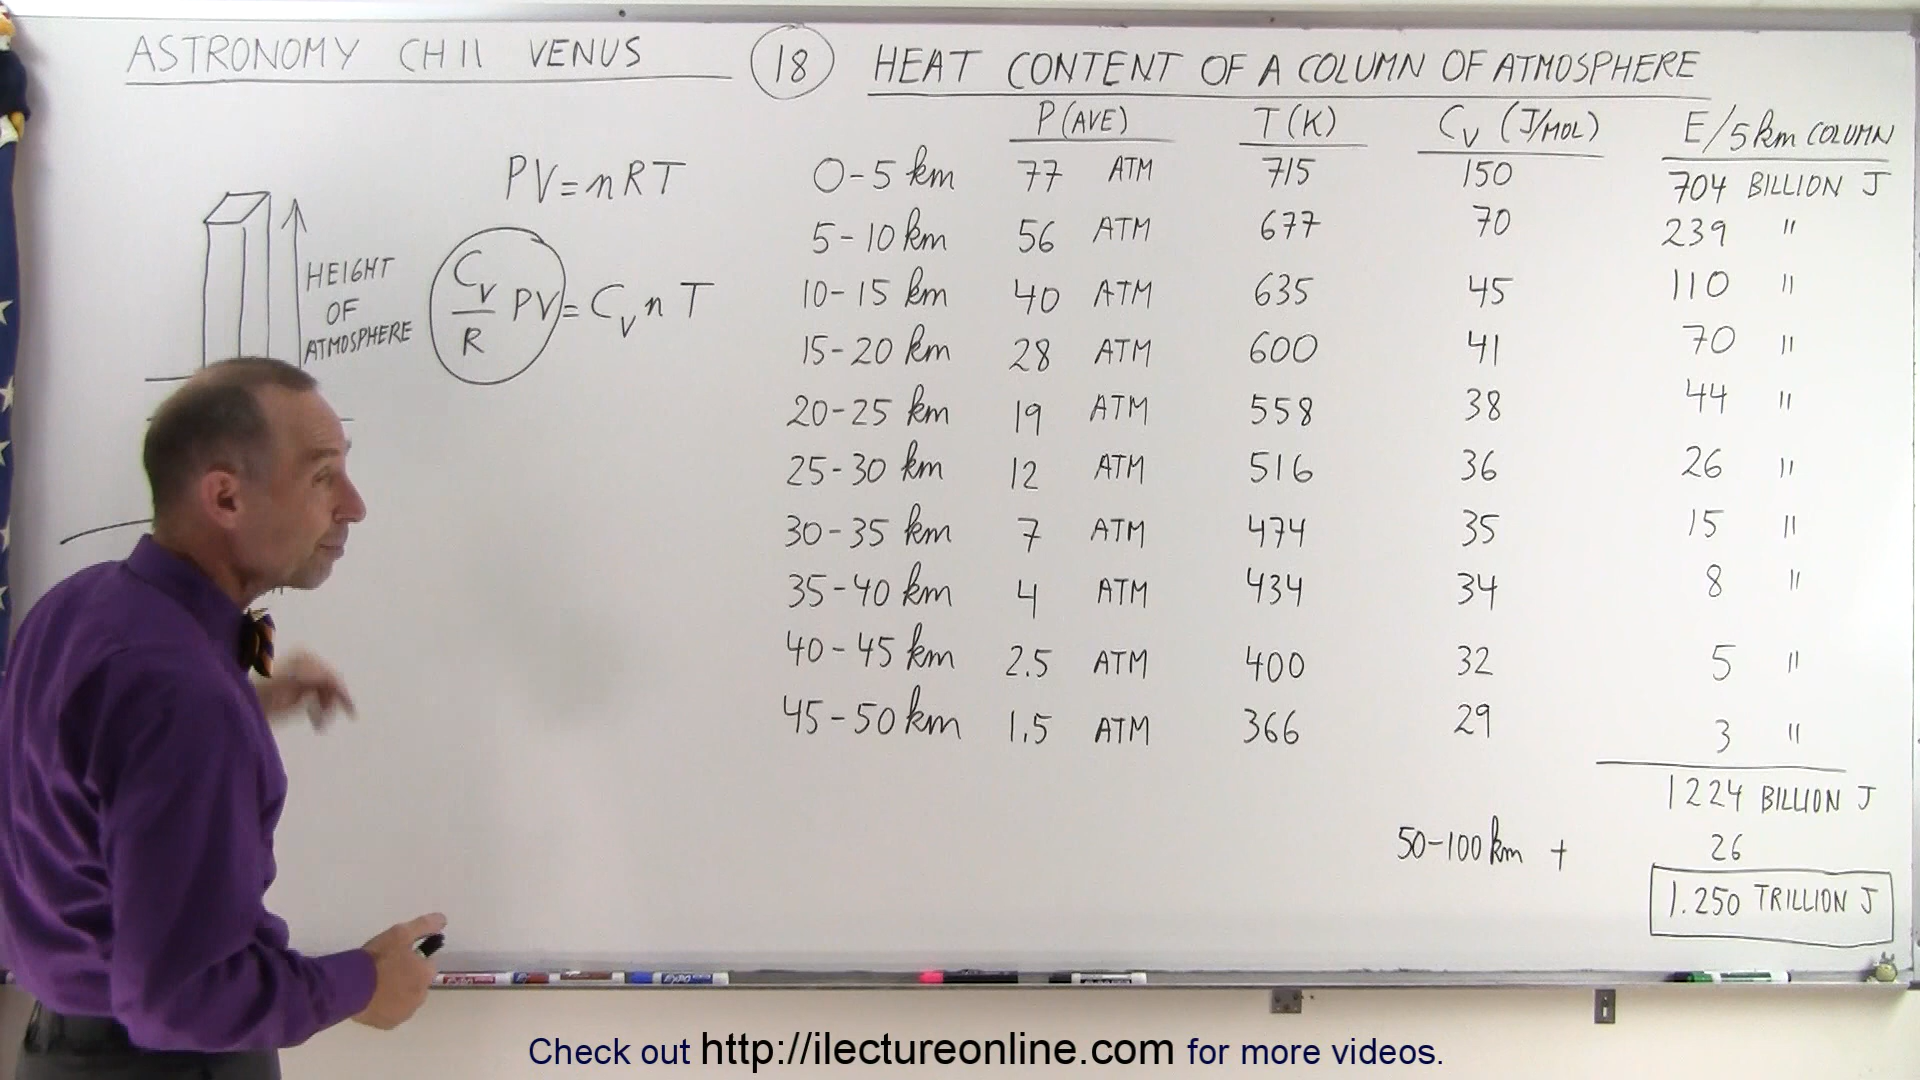 ASTRONOMY CH 11 VENUS
18 HEAT CONTENT OF A COLUMN OF ATMOSPHERE
PV = nRT
Cv/R PV = Cv n T
HEIGHT
OF
ATMOSPHERE
P (AVE) T (K) Cv (J/MOL) E/5km COLUMN
0-5 km 77 ATM 715 150 704 BILLION J
5-10 km 56 ATM 677 70 239 "
10-15 km 40 ATM 635 45 110 "
15-20 km 28 ATM 600 41 70 "
20-25 km 19 ATM 558 38 44 "
25-30 km 12 ATM 516 36 26 "
30-35 km 7 ATM 474 35 15 "
35-40 km 4 ATM 434 34 8 "
40-45 km 2.5 ATM 400 32 5 "
45-50 km 1.5 ATM 366 29 3 "
1224 BILLION J
50-100 km + 26
1.250 TRILLION J
Check out http://ilectureonline.com for more videos.